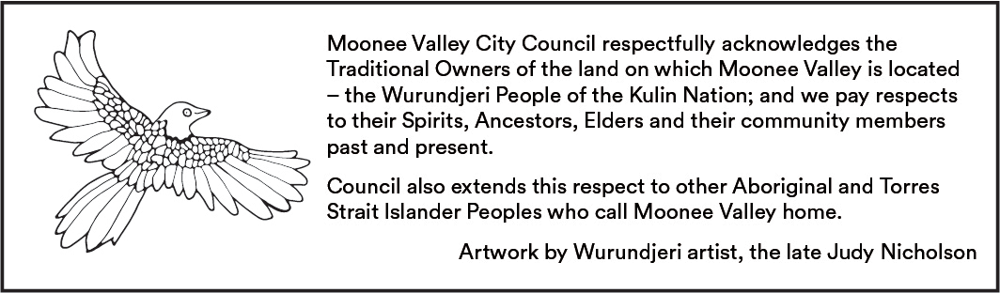 Moonee Valley City Council respectfully acknowledges the
Traditional Owners of the land on which Moonee Valley is located
– the Wurundjeri People of the Kulin Nation; and we pay respects
to their Spirits, Ancestors, Elders and their community members
past and present.
Council also extends this respect to other Aboriginal and Torres
Strait Islander Peoples who call Moonee Valley home.
Artwork by Wurundjeri artist, the late Judy Nicholson